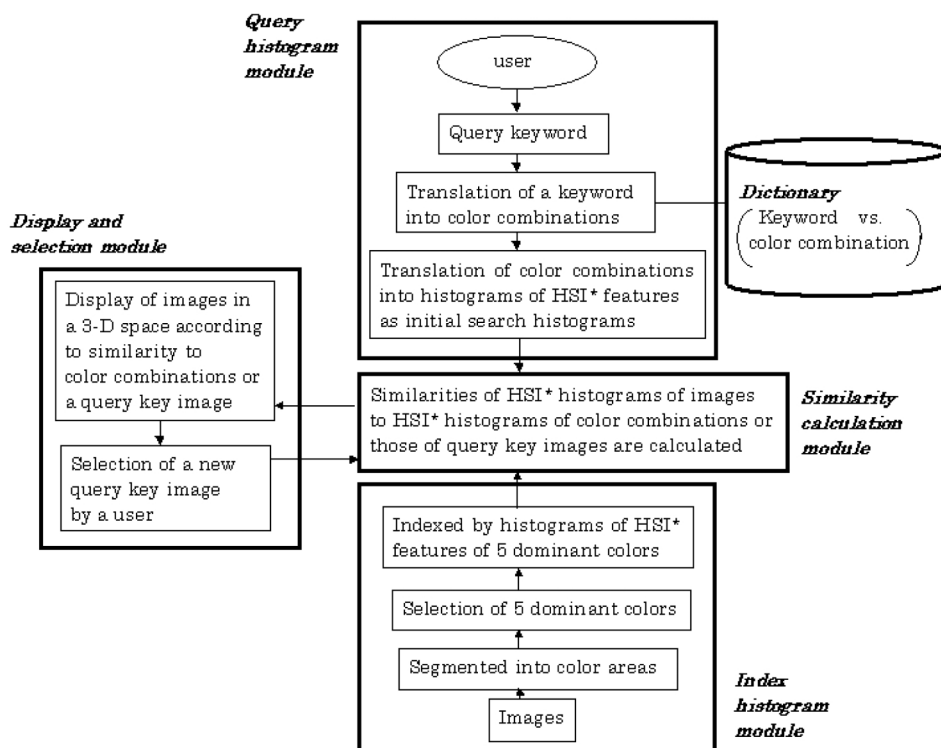 Query
histogram
module
user
Query keyword
Translation of a keyword
into color combinations
Translation of color combinations
into histograms of HSI* features
as initial search histograms
Dictionary
(Keyword vs.
color combination)
Display and
selection module
Display of images in
a 3-D space according
to similarity to
color combinations or
a query key image
Selection of a new
query key image
by a user
Similarities of HSI* histograms of images
to HSI* histograms of color combinations or
those of query key images are calculated
Similarity
calculation
module
Indexed by histograms of HSI*
features of 5 dominant colors
Selection of 5 dominant colors
Segmented into color areas
Images
Index
histogram
module